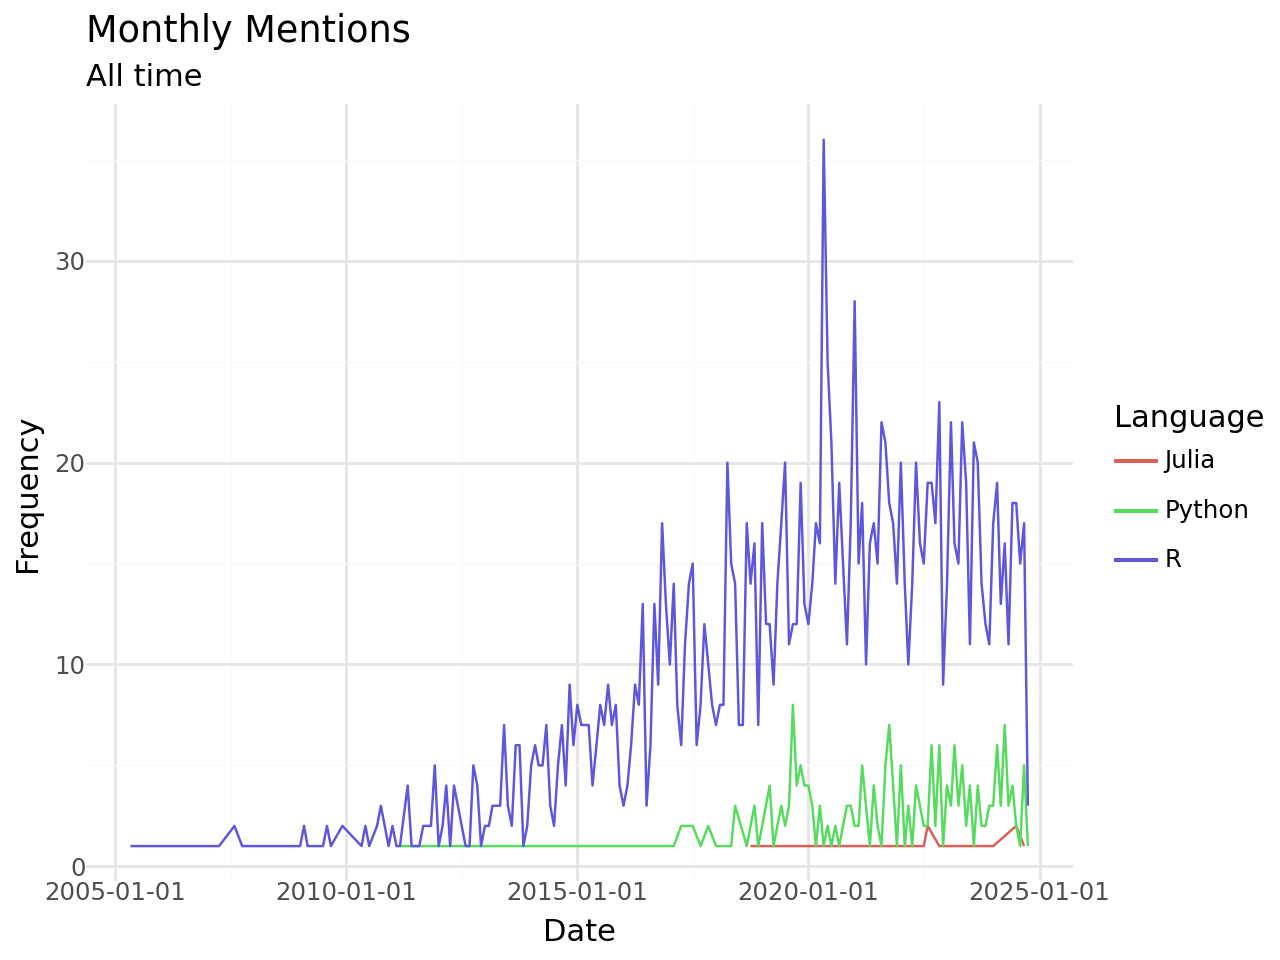 Monthly Mentions
All time
Frequency
30
20
10
0
2005-01-01
2010-01-01
2015-01-01
2020-01-01
2025-01-01
Date
Language
Julia
Python
R